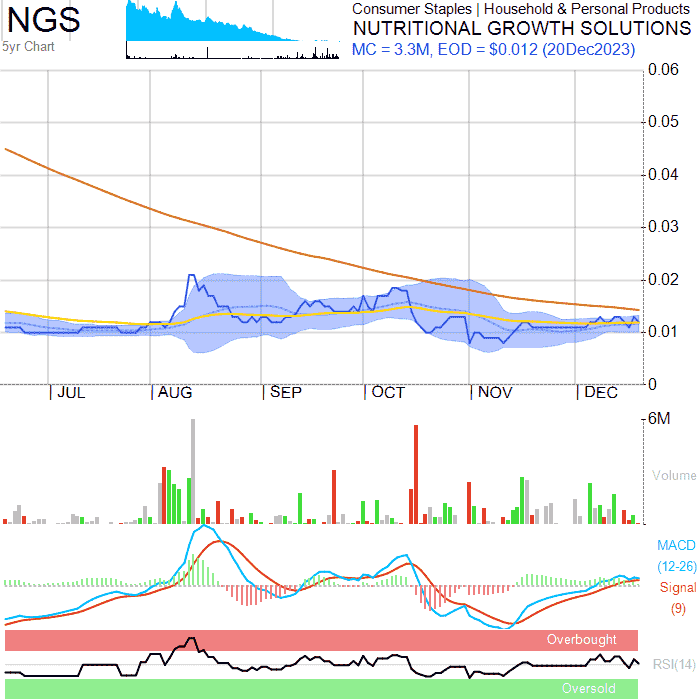 NGS
5yr Chart
Consumer Staples | Household & Personal Products
NUTRITIONAL GROWTH SOLUTIONS
MC = 3.3M, EOD = $0.012 (20Dec2023)
0.06
0.05
0.04
0.03
0.02
0.01
0
JUL AUG SEP OCT NOV DEC
6M
Volume
MACD
(12-26)
Signal
(9)
Overbought
RSI(14)
Oversold